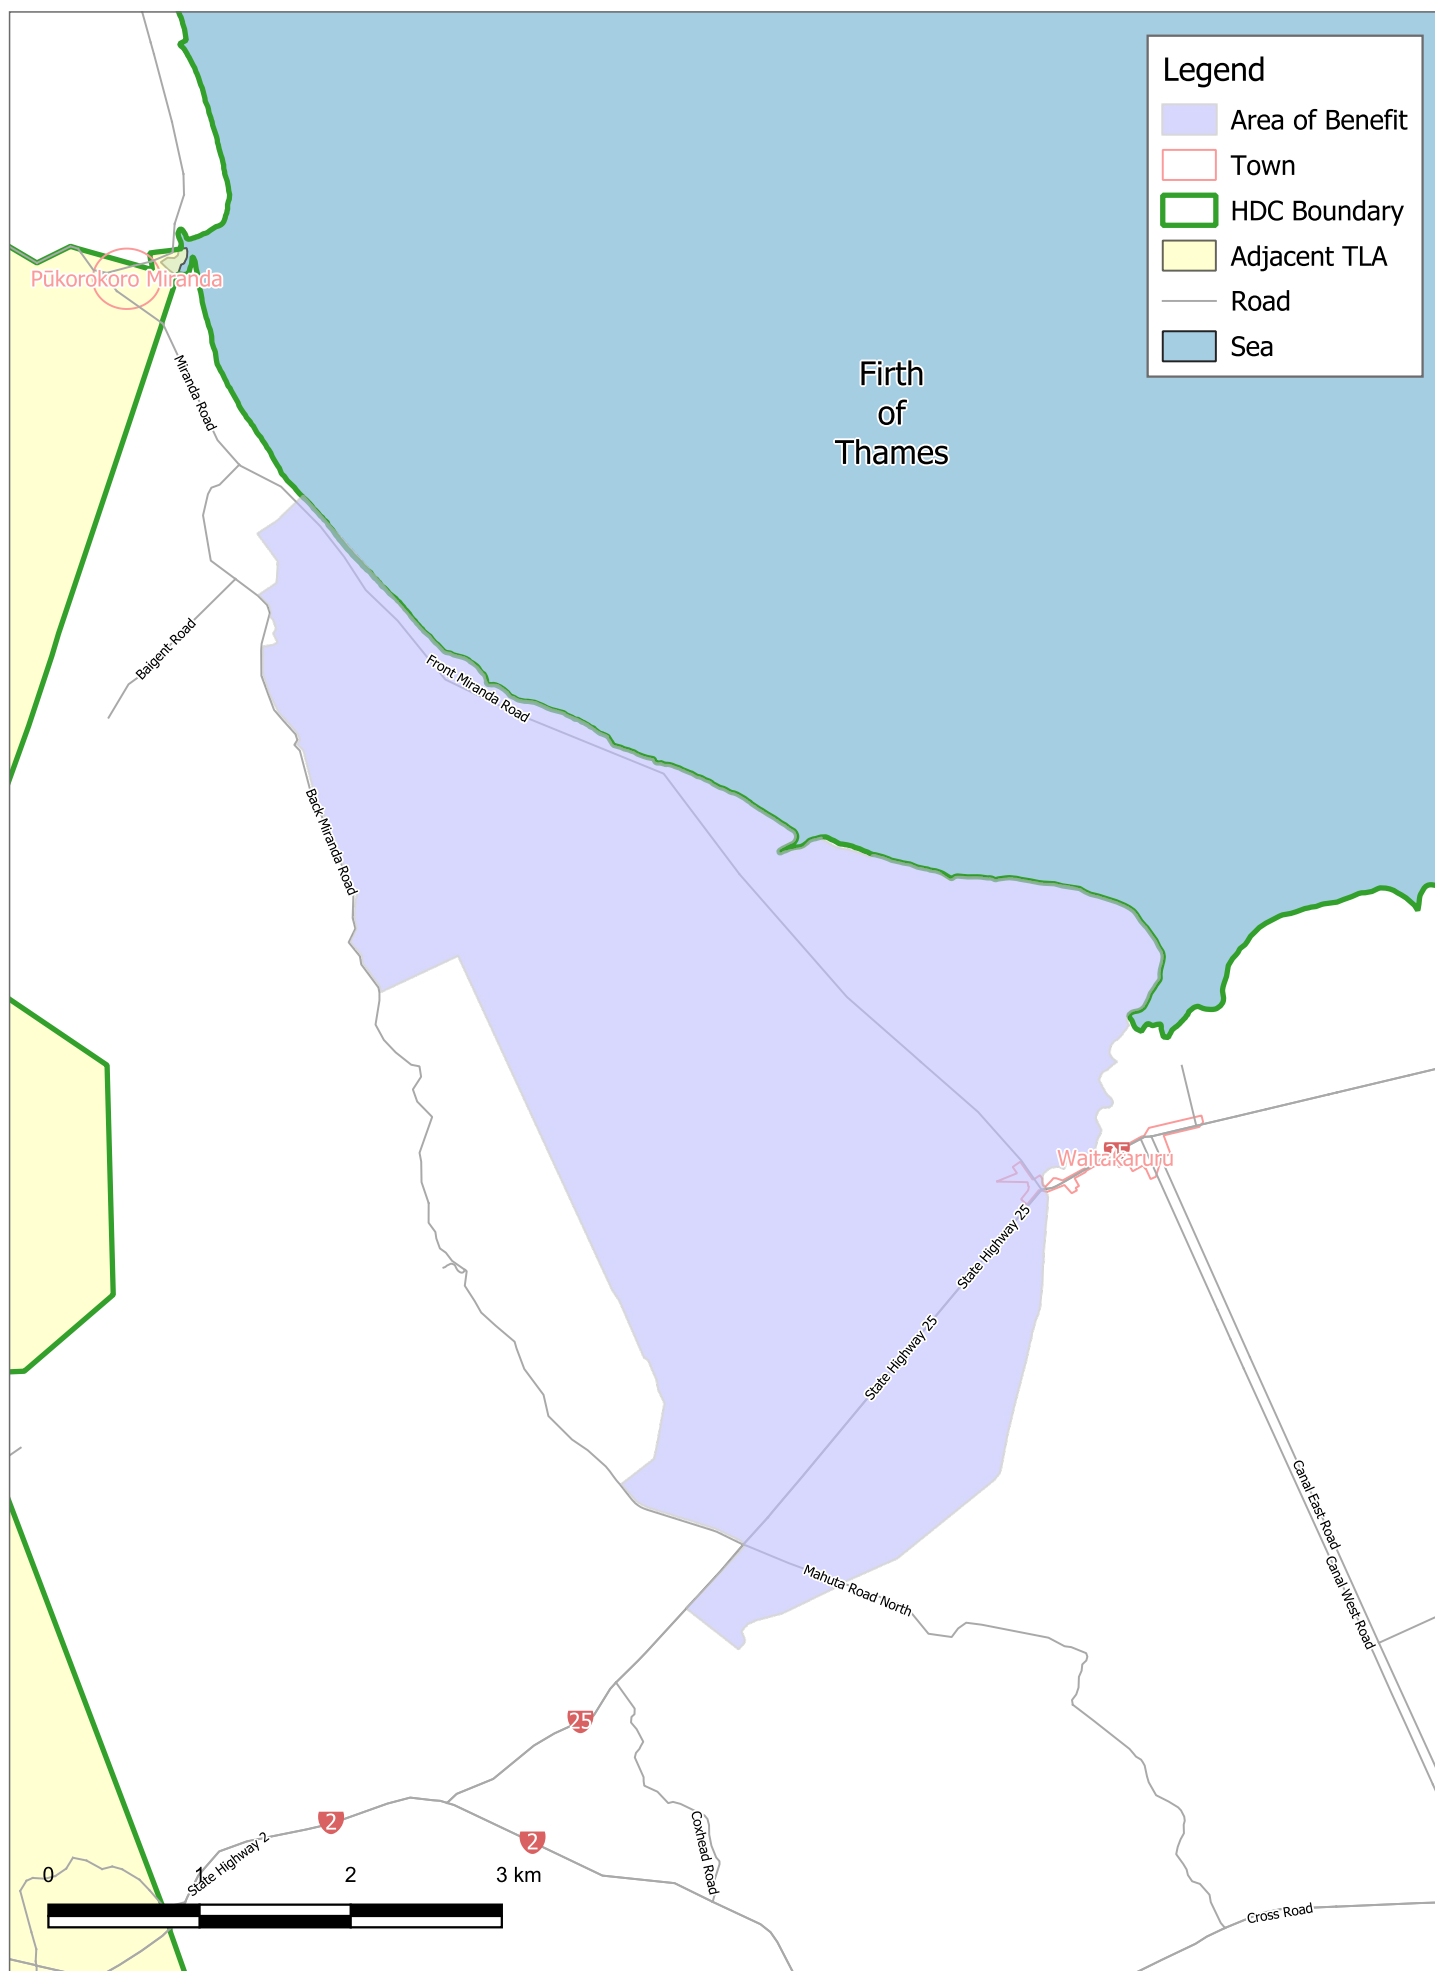 Legend
Area of Benefit
Town
HDC Boundary
Adjacent TLA
Road
Sea
Pūkorokoro Miranda
Firth
of
Thames
Miranda Road
Baigent Road
Front Miranda Road
Back Miranda Road
25
Waitakaruru
State Highway 25
State Highway 25
Canal East Road
Canal West Road
Mahuta Road North
25
2
2
State Highway 2
Coxhead Road
Cross Road
0 1 2 3 km